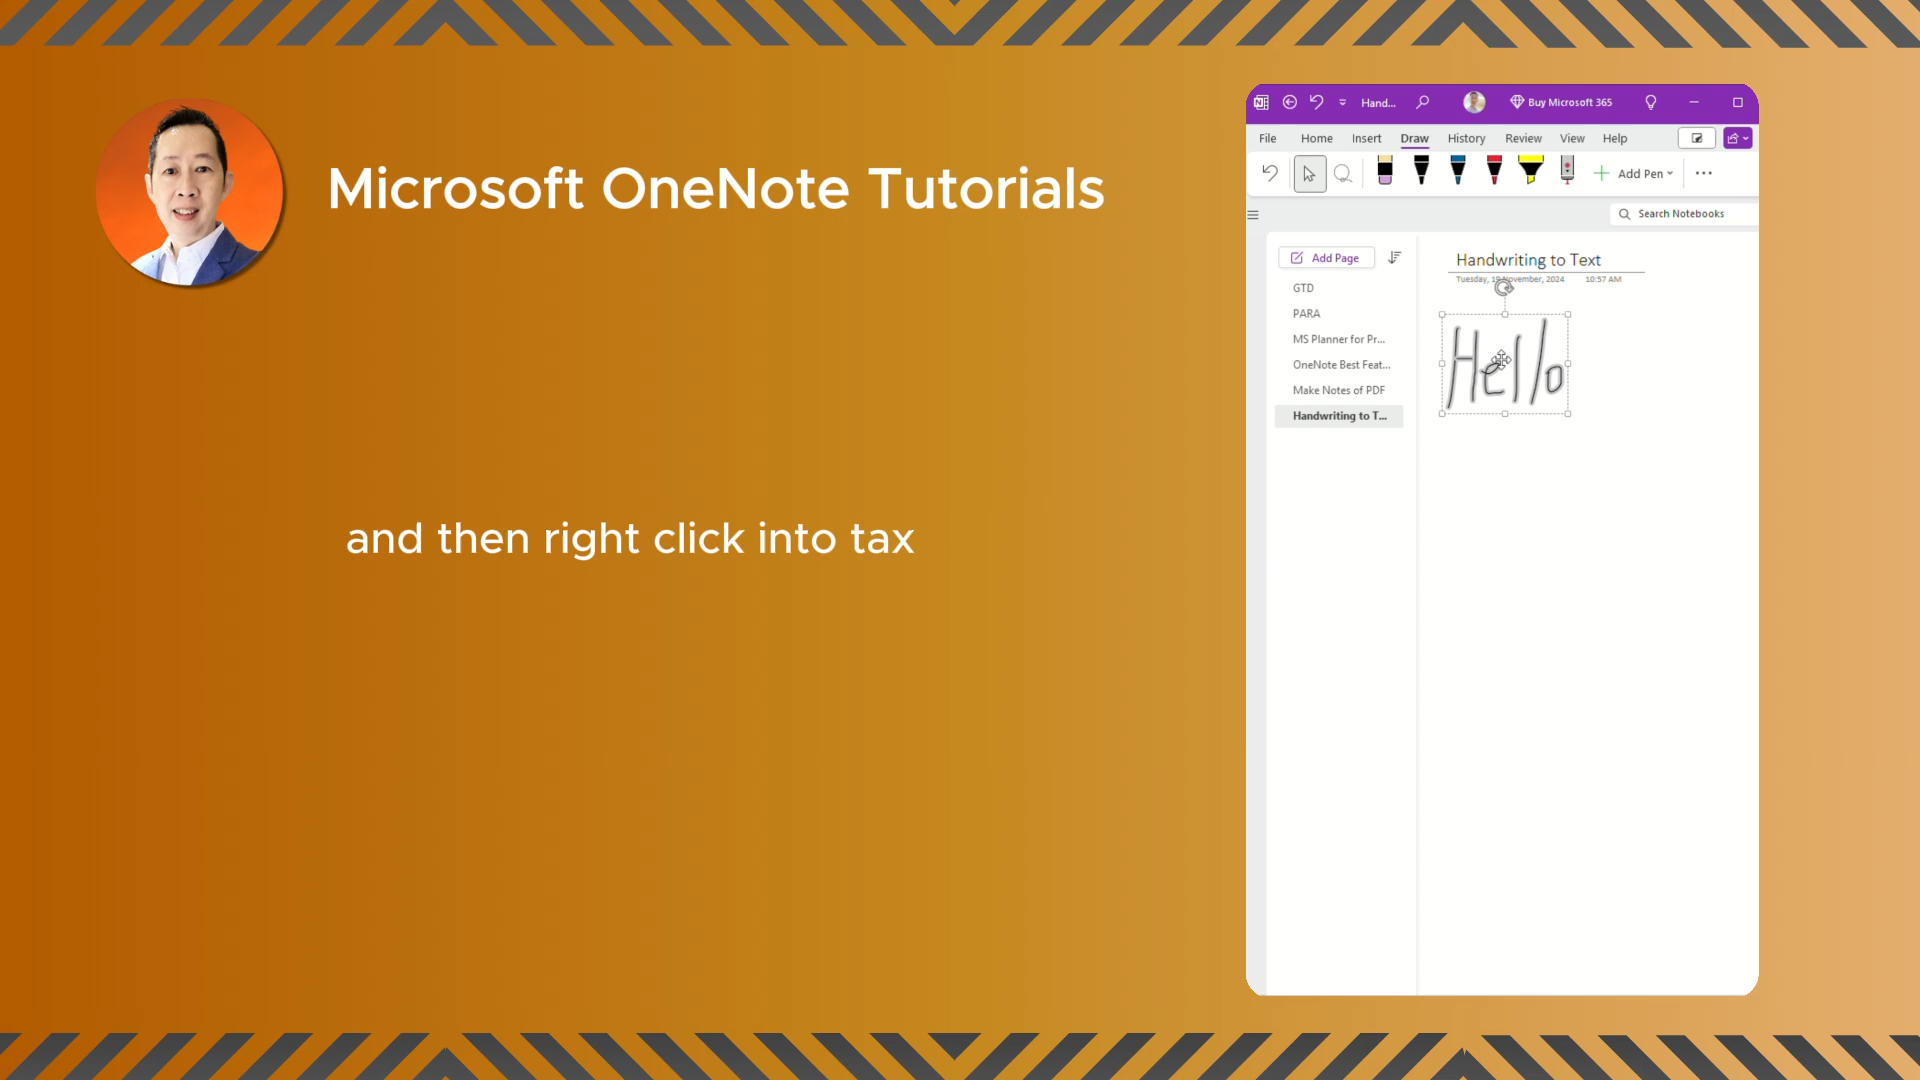 Microsoft OneNote Tutorials
and then right click into tax
Hand... Buy Microsoft 365
File Home Insert Draw History Review View Help
Add Pen
Search Notebooks
Add Page
GTD
PARA
MS Planner for Pr...
OneNote Best Feat...
Make Notes of PDF
Handwriting to T...
Handwriting to Text
Tuesday, 19 November, 2024 10:57 AM
Hello